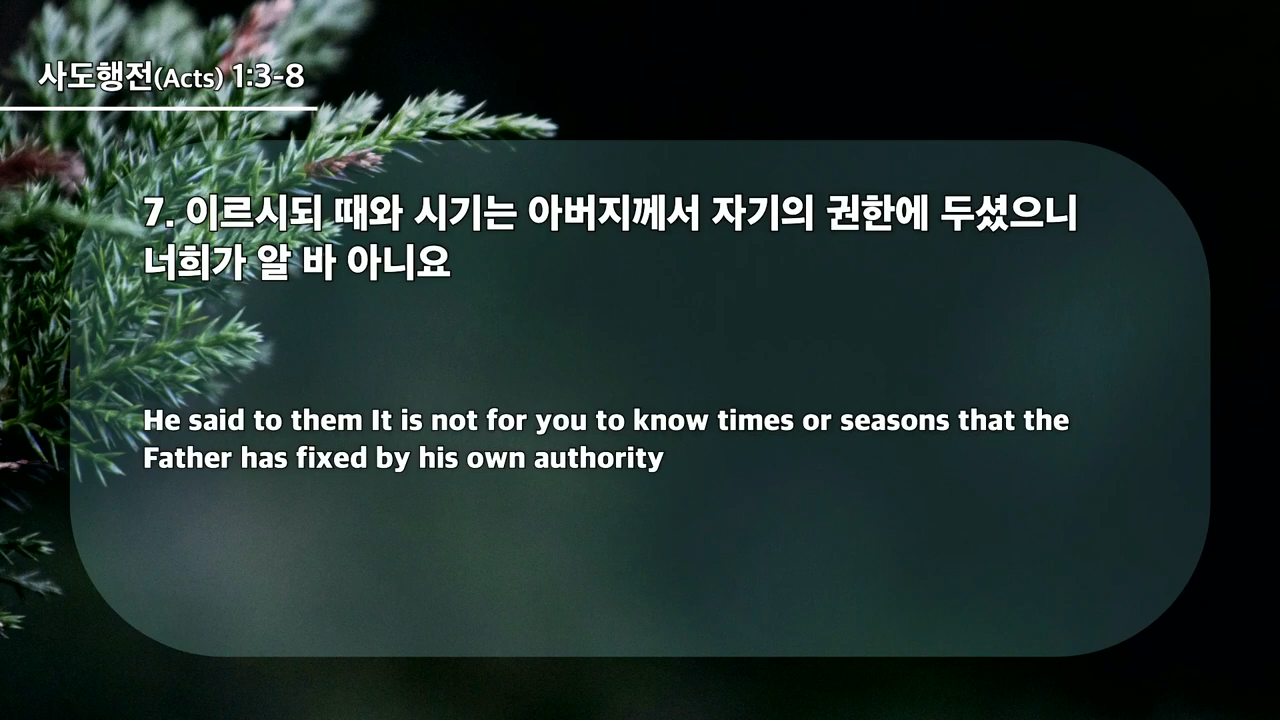 사도행전(Acts) 1:3-8
7. 이르시되 때와 시기는 아버지께서 자기의 권한에 두셨으니
너희가 알 바 아니요
He said to them It is not for you to know times or seasons that the
Father has fixed by his own authority